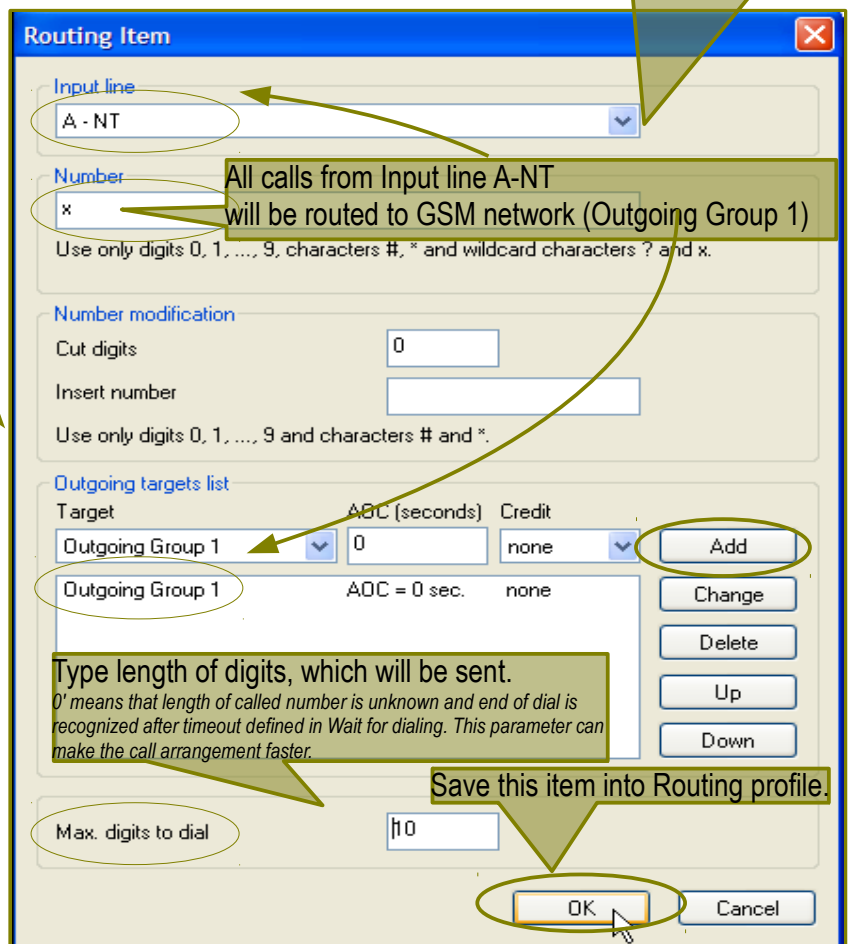 Routing Item
Input line
A - NT
Number
All calls from Input line A-NT
x
will be routed to GSM network (Outgoing Group 1)
Use only digits 0, 1, ..., 9, characters #, * and wildcard characters ? and x.
Number modification
Cut digits 0
Insert number
Use only digits 0, 1, ..., 9 and characters # and *.
Outgoing targets list
Target AOC (seconds) Credit
Outgoing Group 1 0 none Add
Outgoing Group 1 AOC = 0 sec. none Change
Delete
Type length of digits, which will be sent.
0' means that length of called number is unknown and end of dial is
recognized after timeout defined in Wait for dialing. This parameter can
make the call arrangement faster.
Up
Down
Save this item into Routing profile.
Max. digits to dial 10
OK Cancel